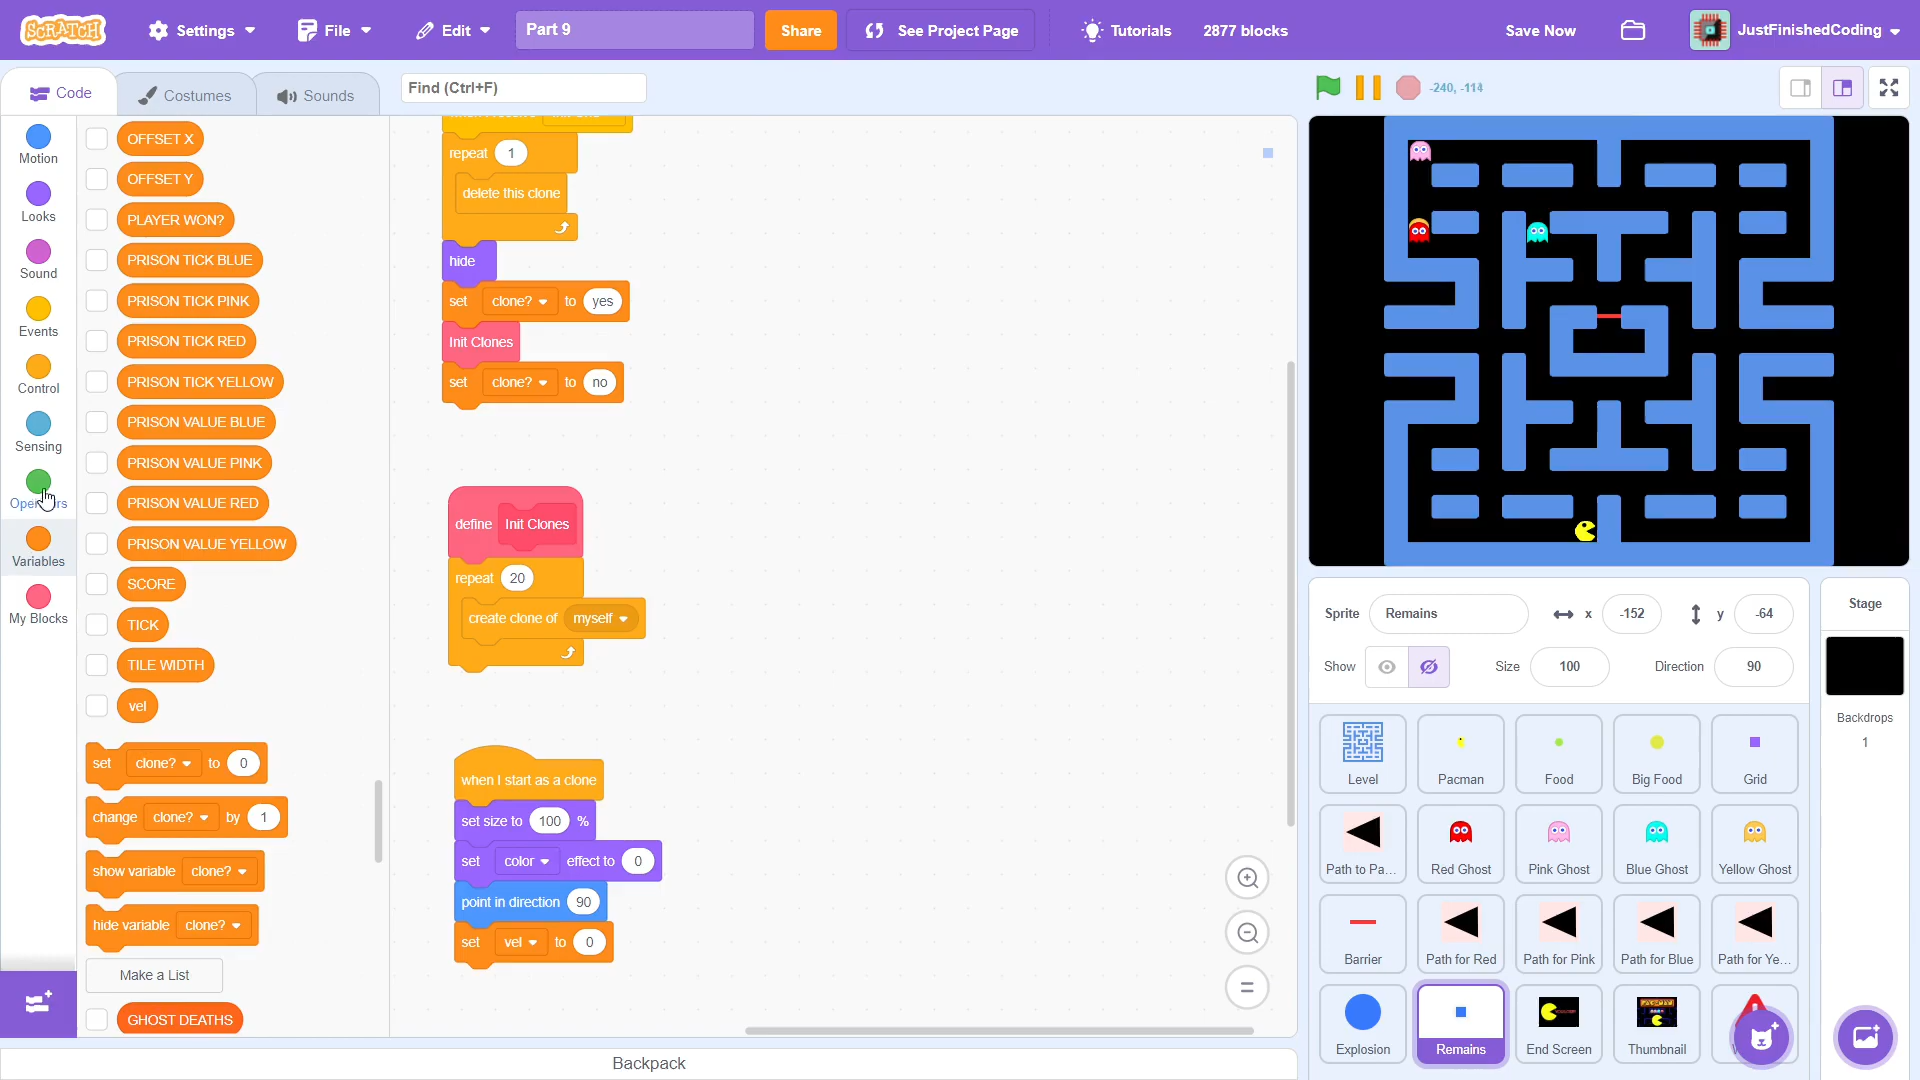 SCRATCH
Settings
File
Edit
Part 9
Share
See Project Page
Tutorials
2877 blocks
Save Now
JustFinishedCoding
Code
Costumes
Sounds
Find (Ctrl+F)
-240, -114
Motion
Looks
Sound
Events
Control
Sensing
Variables
My Blocks
OFFSET X
OFFSET Y
PLAYER WON?
PRISON TICK BLUE
PRISON TICK PINK
PRISON TICK RED
PRISON TICK YELLOW
PRISON VALUE BLUE
PRISON VALUE PINK
PRISON VALUE RED
PRISON VALUE YELLOW
SCORE
TICK
TILE WIDTH
vel
set clone? to 0
change clone? by 1
show variable clone?
hide variable clone?
Make a List
GHOST DEATHS
repeat 1
delete this clone
hide
set clone? to yes
Init Clones
set clone? to no
define Init Clones
repeat 20
create clone of myself
when I start as a clone
set size to 100 %
set color effect to 0
point in direction 90
set vel to 0
Backpack
Sprite Remains x -152 y -64
Show Size 100 Direction 90
Level
Pacman
Food
Big Food
Grid
Path to Pa...
Red Ghost
Pink Ghost
Blue Ghost
Yellow Ghost
Barrier
Path for Red
Path for Pink
Path for Blue
Path for Ye...
Explosion
Remains
End Screen
Thumbnail
Stage
Backdrops
1